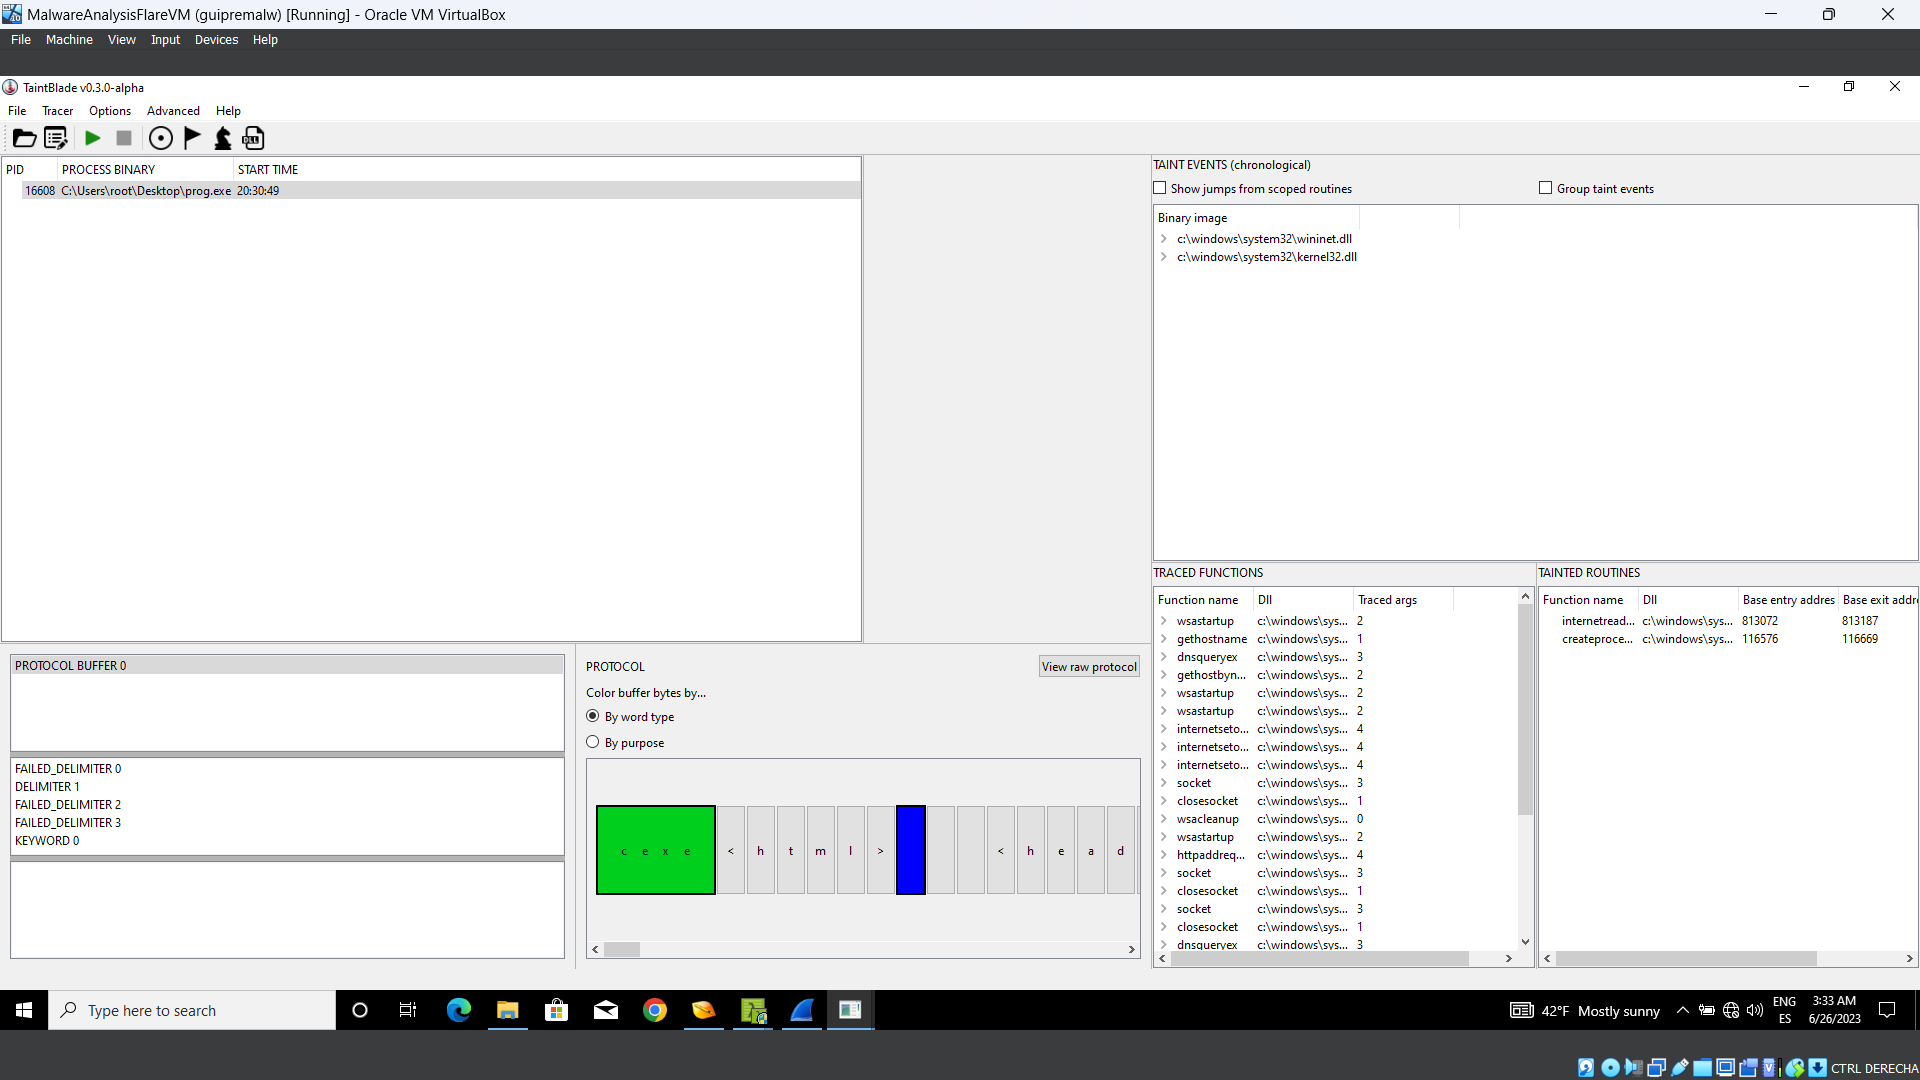 MalwareAnalysisFlareVM (guipremalw) [Running] - Oracle VM VirtualBox
File Machine View Input Devices Help
TaintBlade v0.3.0-alpha
File Tracer Options Advanced Help
DLL
PID PROCESS BINARY START TIME
16608 C:\Users\root\Desktop\prog.exe 20:30:49
TAINT EVENTS (chronological)
Show jumps from scoped routines
Group taint events
Binary image
c:\windows\system32\wininet.dll
c:\windows\system32\kernel32.dll
TRACED FUNCTIONS
Function name Dll Traced args
wsastartup c:\windows\sys... 2
gethostname c:\windows\sys... 1
dnsqueryex c:\windows\sys... 3
gethostbyn... c:\windows\sys... 2
wsastartup c:\windows\sys... 2
wsastartup c:\windows\sys... 2
internetseto... c:\windows\sys... 4
internetseto... c:\windows\sys... 4
internetseto... c:\windows\sys... 4
socket c:\windows\sys... 3
closesocket c:\windows\sys... 1
wsacleanup c:\windows\sys... 0
wsastartup c:\windows\sys... 2
httpaddreq... c:\windows\sys... 4
socket c:\windows\sys... 3
closesocket c:\windows\sys... 1
socket c:\windows\sys... 3
closesocket c:\windows\sys... 1
dnsqueryex c:\windows\sys... 3
TAINTED ROUTINES
Function name Dll Base entry addres Base exit addre
internetread... c:\windows\sys... 813072 813187
createproce... c:\windows\sys... 116576 116669
PROTOCOL BUFFER 0
FAILED_DELIMITER 0
DELIMITER 1
FAILED_DELIMITER 2
FAILED_DELIMITER 3
KEYWORD 0
PROTOCOL
View raw protocol
Color buffer bytes by...
By word type
By purpose
c e x e < h t m l > < h e a d
Type here to search
42°F Mostly sunny
ENG
ES
3:33 AM
6/26/2023
CTRL DERECHA